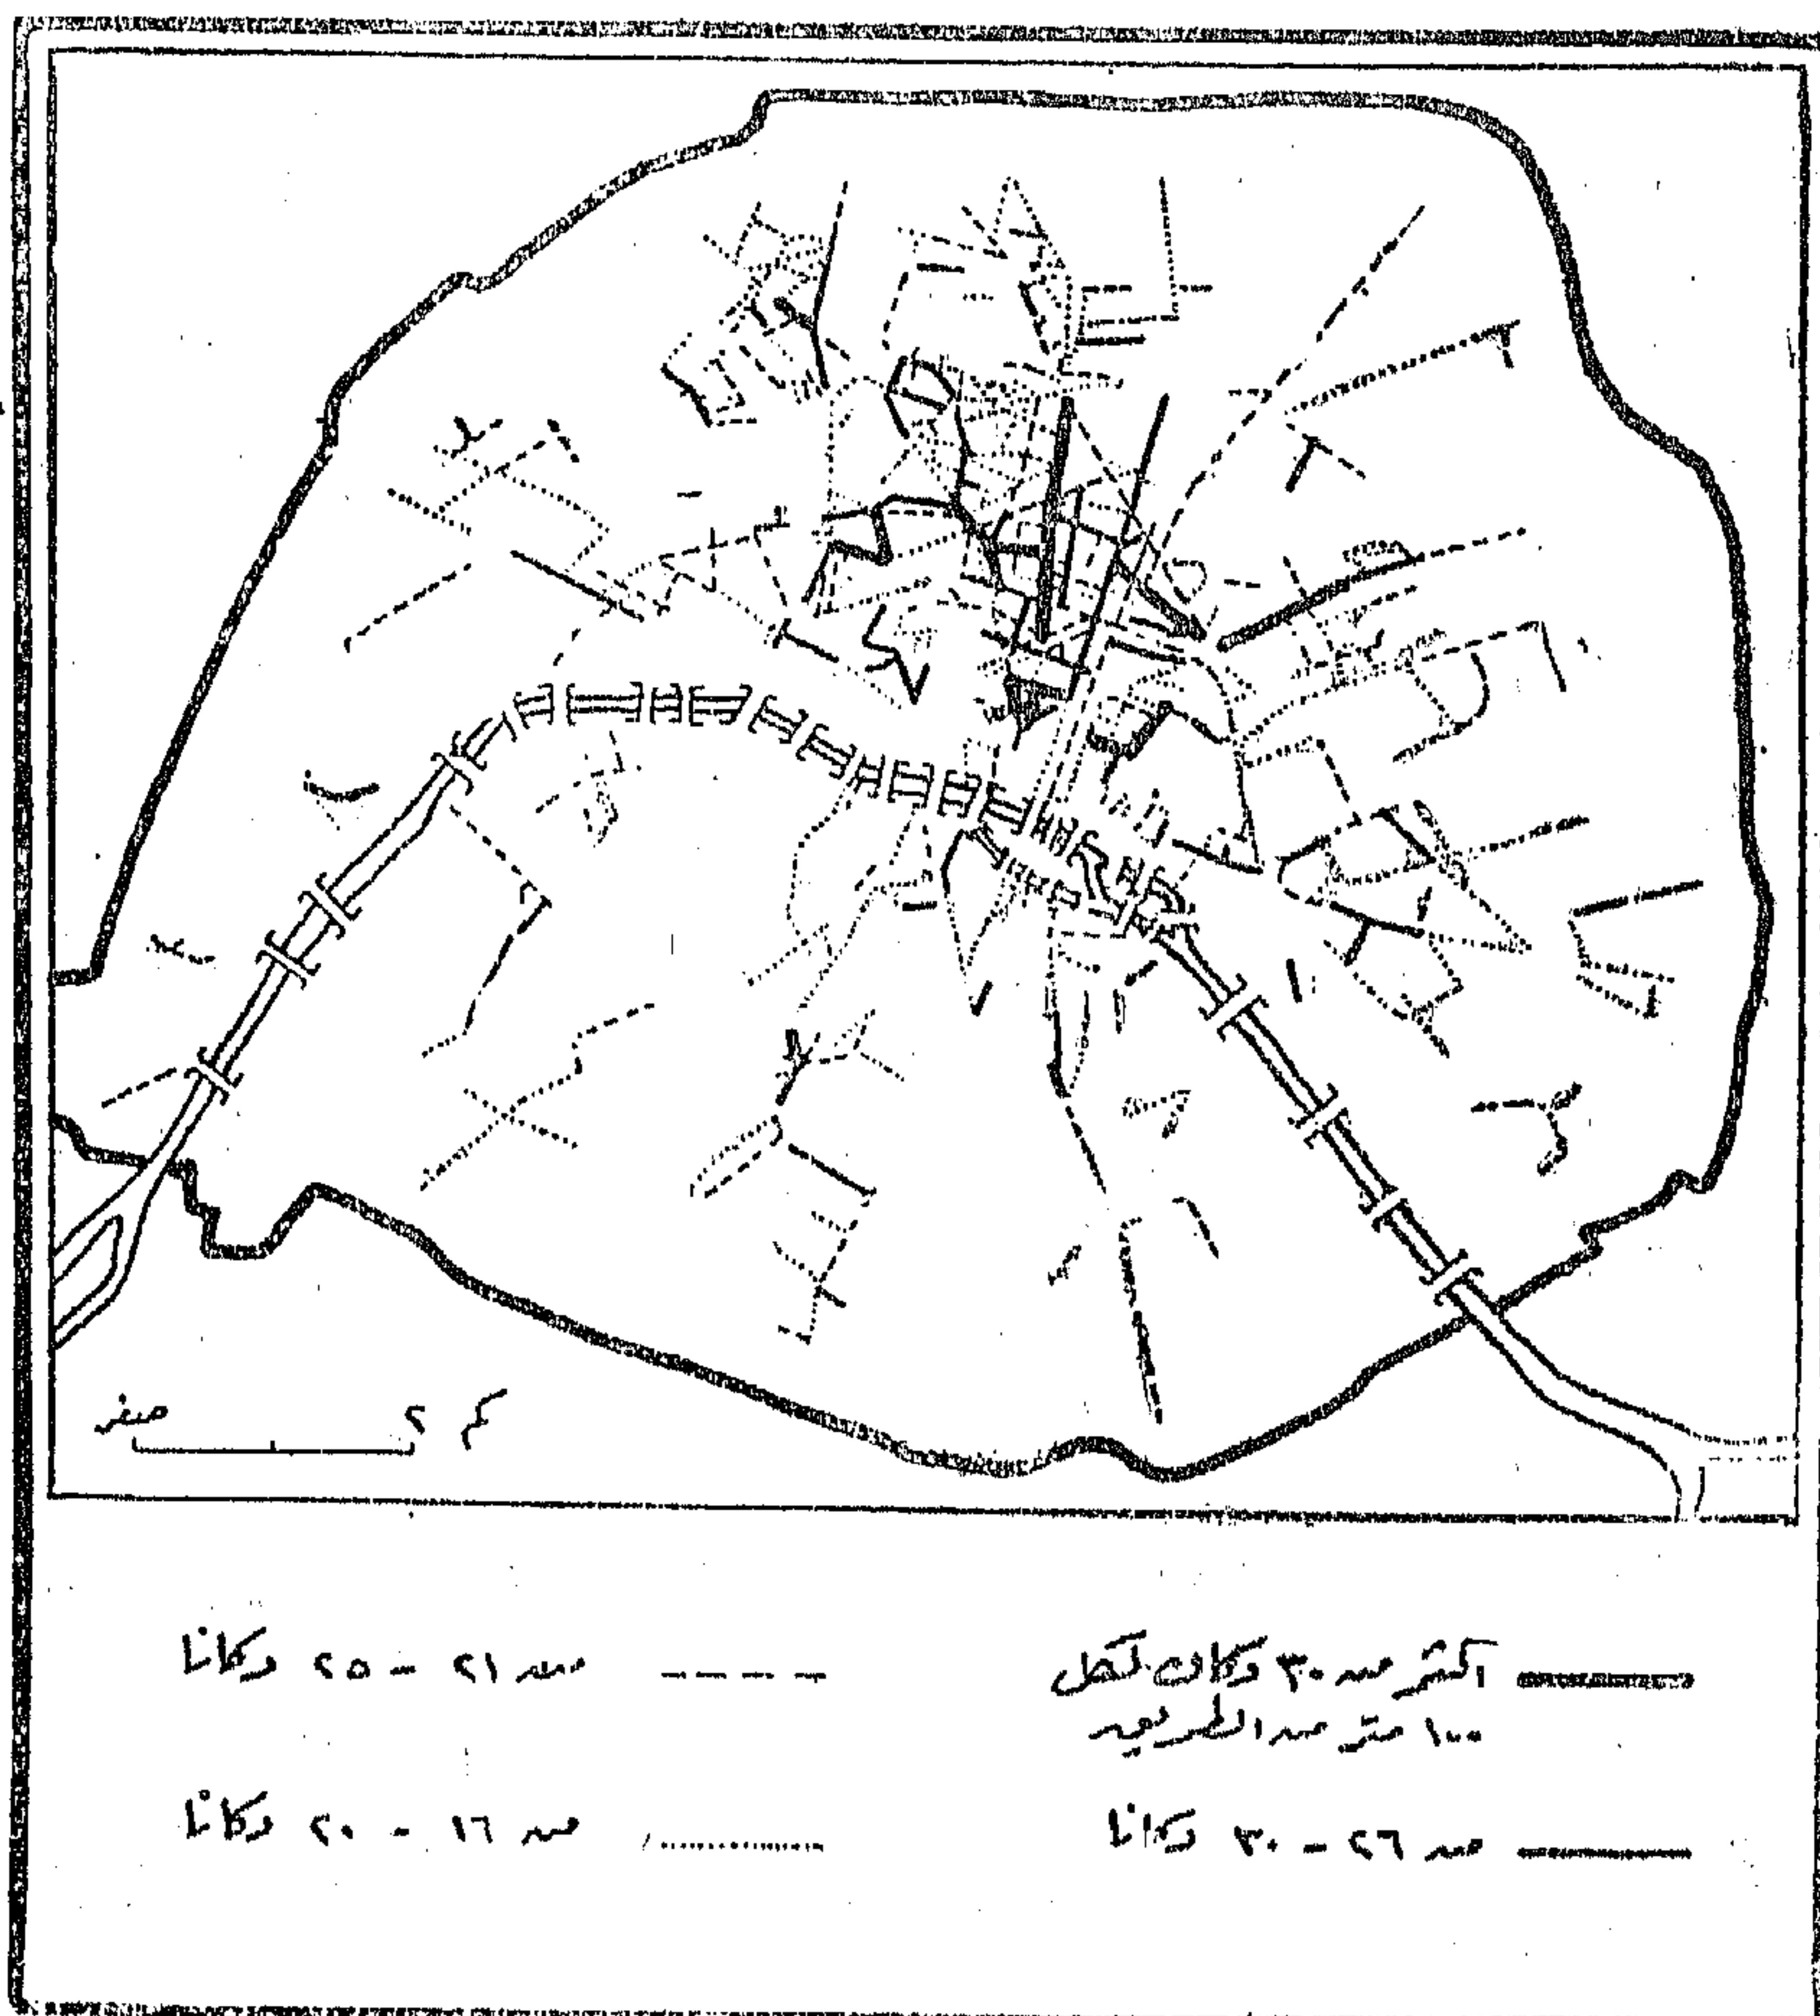 صفر ٢ كم
أكثر من ٣٠ دكان لكل
١٠٠ متر من الطريق
من ٢١ - ٢٥ دكانا
من ٢٦ - ٣٠ دكانا
من ١٦ - ٢٠ دكانا